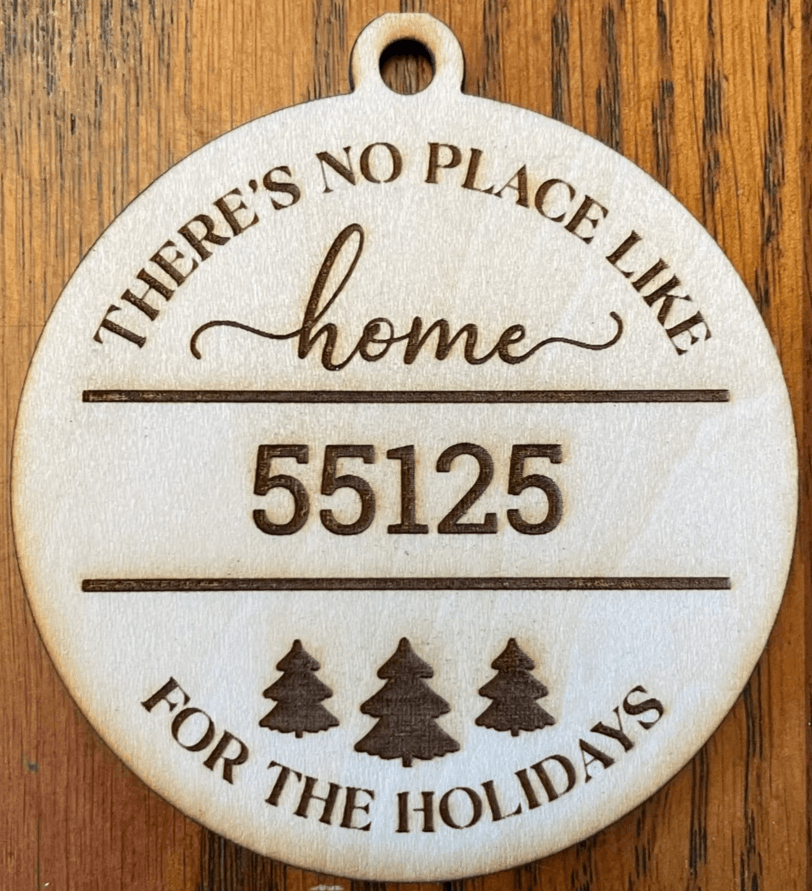 THERE'S NO PLACE LIKE
home
55125
FOR THE HOLIDAYS